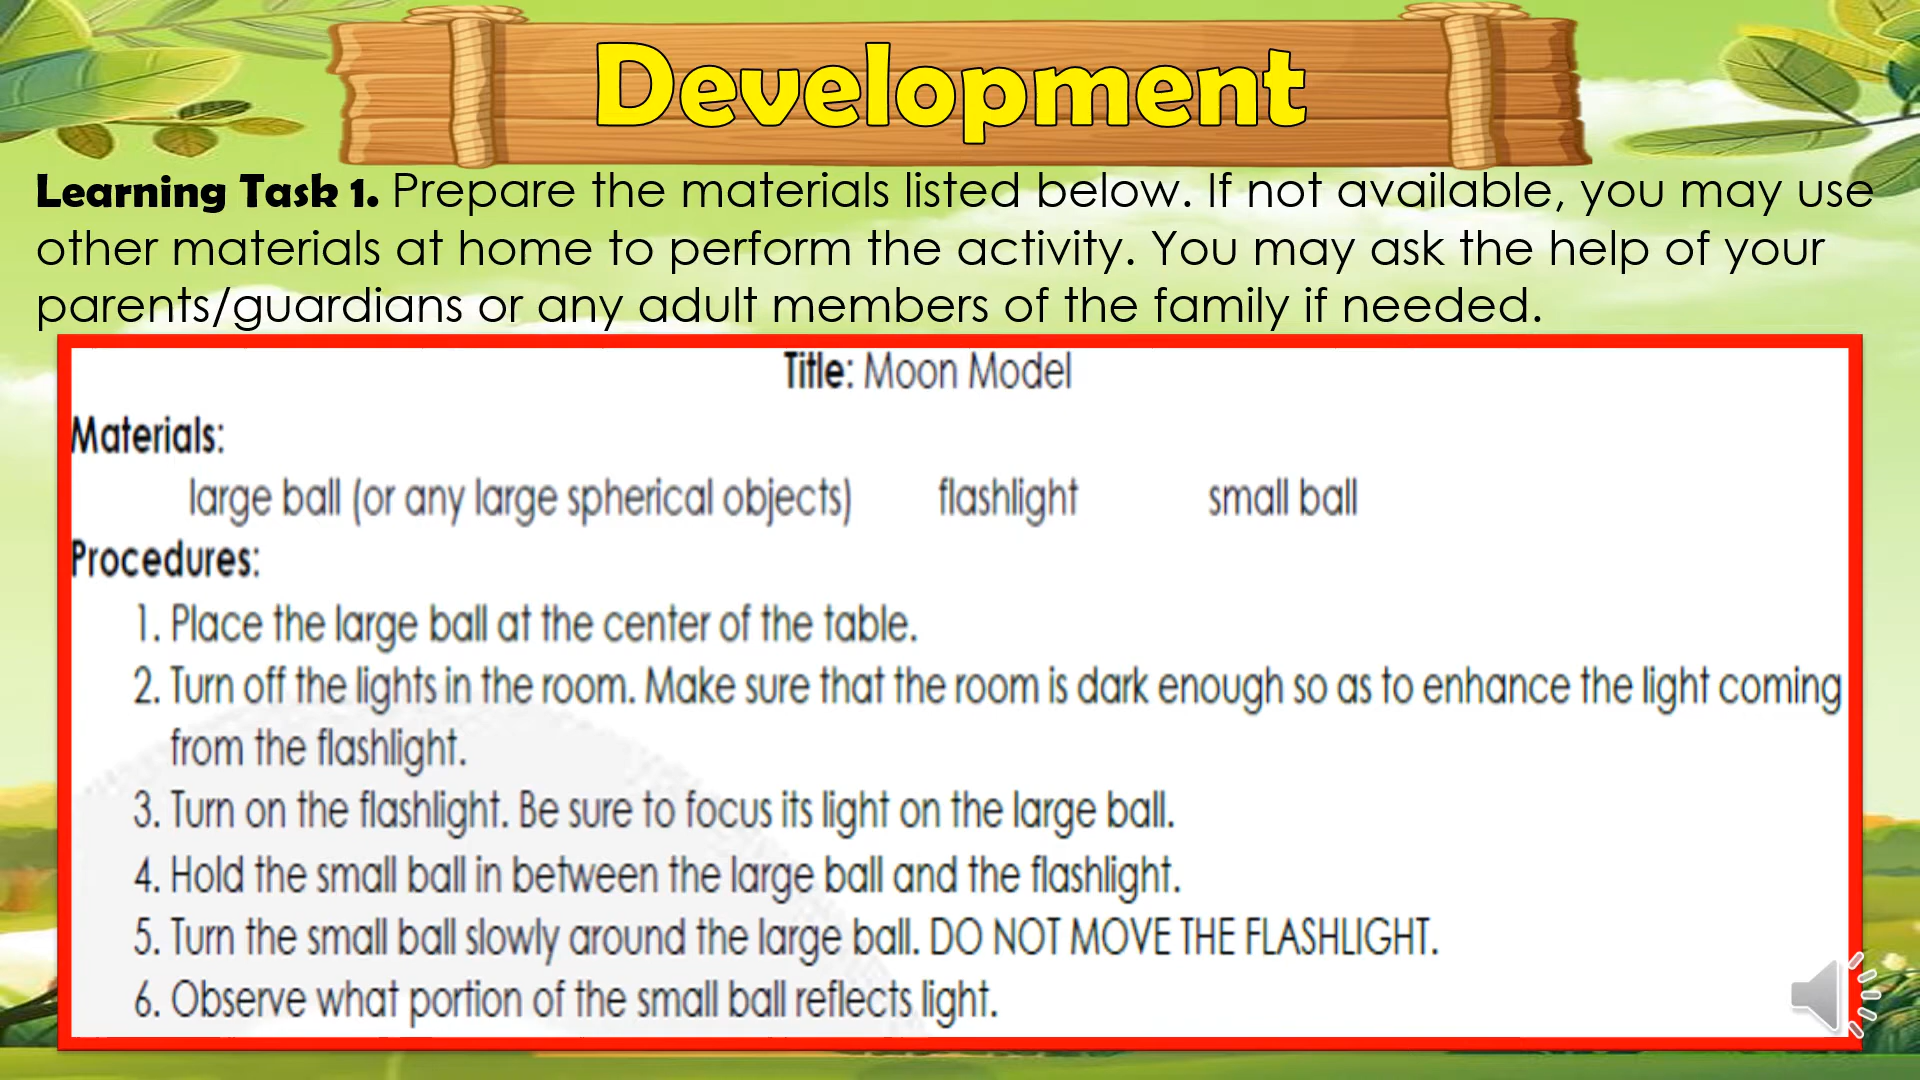 Development
Learning Task 1. Prepare the materials listed below. If not available, you may use
other materials at home to perform the activity. You may ask the help of your
parents/guardians or any adult members of the family if needed.
Title: Moon Model
Materials:
large ball (or any large spherical objects) flashlight small ball
Procedures:
1. Place the large ball at the center of the table.
2. Turn off the lights in the room. Make sure that the room is dark enough so as to enhance the light coming
from the flashlight.
3. Turn on the flashlight. Be sure to focus its light on the large ball.
4. Hold the small ball in between the large ball and the flashlight.
5. Turn the small ball slowly around the large ball. DO NOT MOVE THE FLASHLIGHT.
6. Observe what portion of the small ball reflects light.